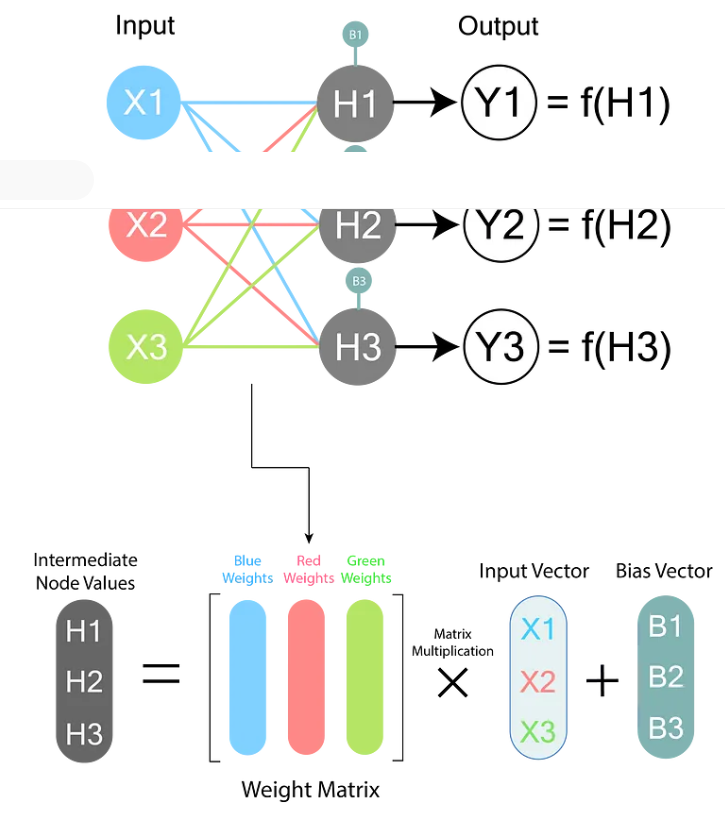 Input
Output
B1
X1
H1
Y1 = f(H1)
X2
H2
Y2 = f(H2)
B3
X3
H3
Y3 = f(H3)
Intermediate
Node Values
Blue
Weights
Red
Weights
Green
Weights
Input Vector
Bias Vector
H1
H2
H3
=
Matrix
Multiplication
×
X1
X2
X3
+
B1
B2
B3
Weight Matrix